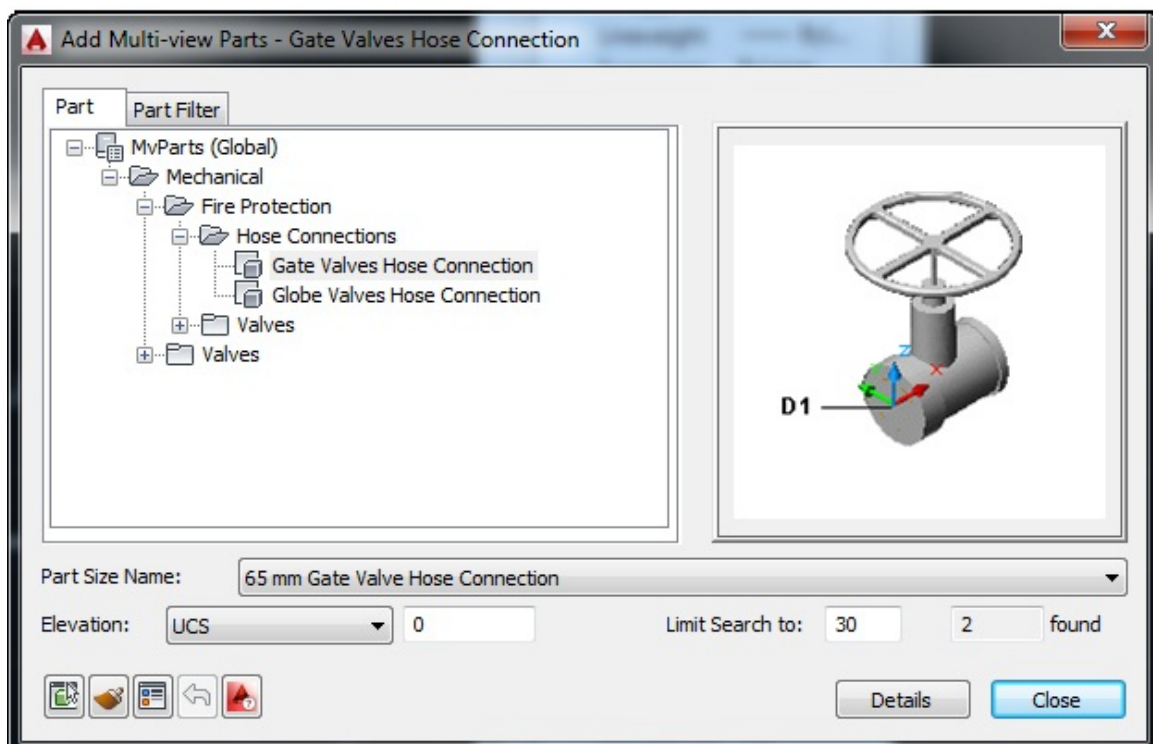 Add Multi-view Parts - Gate Valves Hose Connection
Part Part Filter
MvParts (Global)
Mechanical
Fire Protection
Hose Connections
Gate Valves Hose Connection
Globe Valves Hose Connection
Valves
Valves
Z
X
D1
Part Size Name: 65 mm Gate Valve Hose Connection
Elevation: UCS 0 Limit Search to: 30 2 found
Details Close